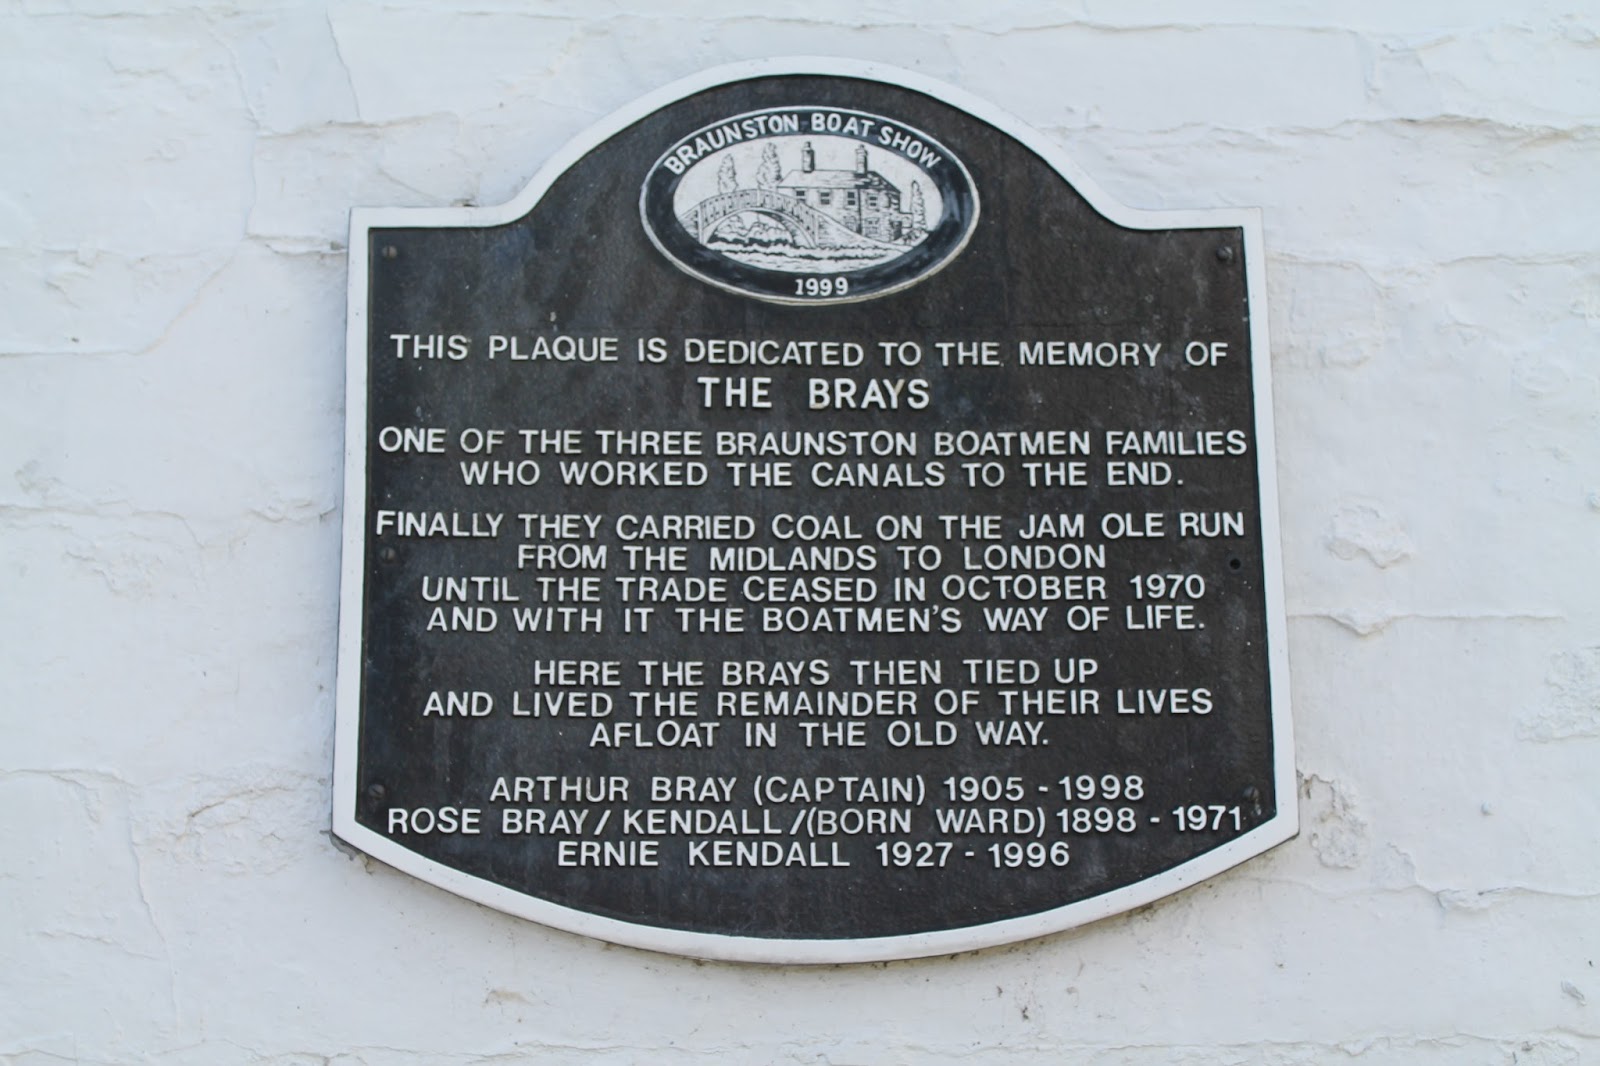 BRAUNSTON BOAT SHOW
1999
THIS PLAQUE IS DEDICATED TO THE MEMORY OF
THE BRAYS
ONE OF THE THREE BRAUNSTON BOATMEN FAMILIES
WHO WORKED THE CANALS TO THE END.
FINALLY THEY CARRIED COAL ON THE JAM OLE RUN
FROM THE MIDLANDS TO LONDON
UNTIL THE TRADE CEASED IN OCTOBER 1970
AND WITH IT THE BOATMEN'S WAY OF LIFE.
HERE THE BRAYS THEN TIED UP
AND LIVED THE REMAINDER OF THEIR LIVES
AFLOAT IN THE OLD WAY.
ARTHUR BRAY (CAPTAIN) 1905 - 1998
ROSE BRAY / KENDALL /(BORN WARD) 1898 - 1971
ERNIE KENDALL 1927 - 1996